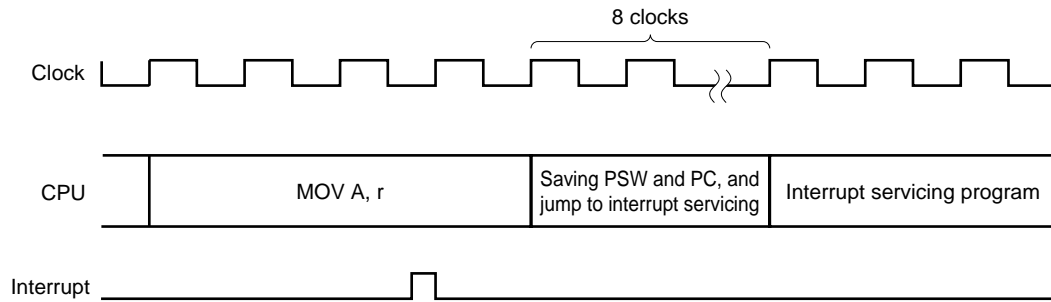 8 clocks
Clock
CPU
MOV A, r
Saving PSW and PC, and
jump to interrupt servicing
Interrupt servicing program
Interrupt